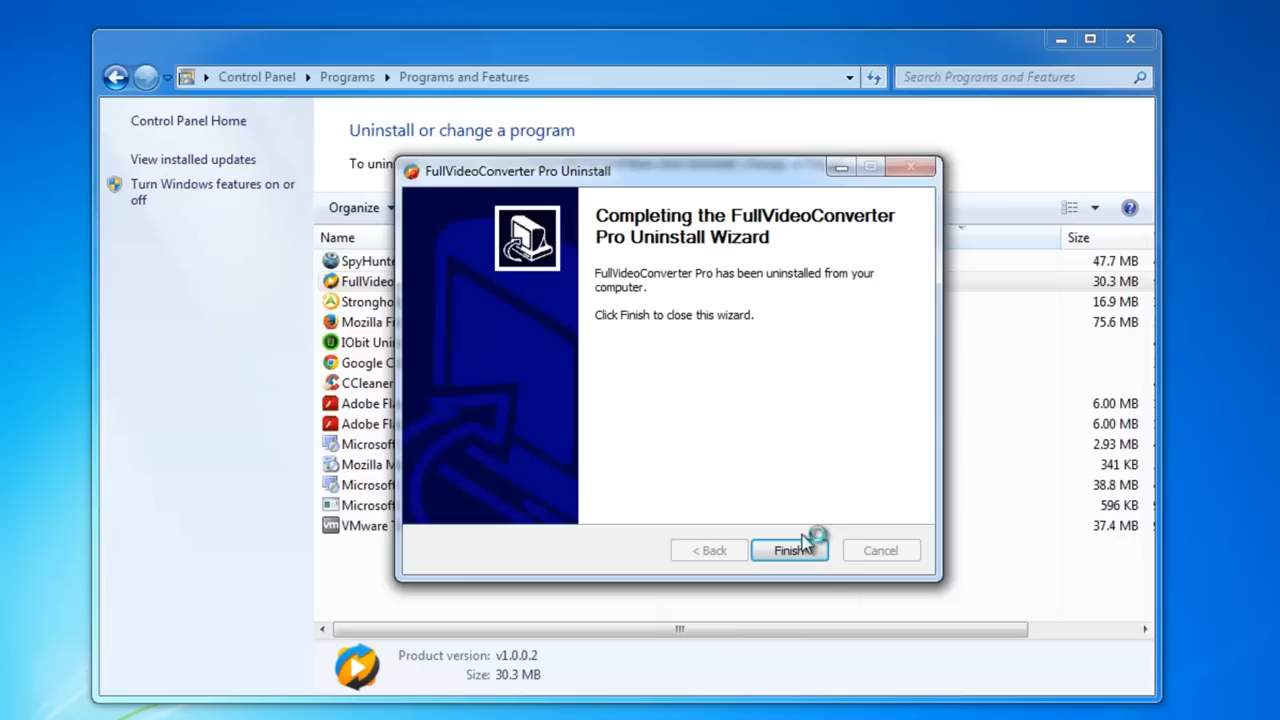 Control Panel Programs Programs and Features
Search Programs and Features
Control Panel Home
View installed updates
Turn Windows features on or
off
Uninstall or change a program
To unin
Organize
Name
Size
SpyHunte 47.7 MB
FullVideo 30.3 MB
Strongho 16.9 MB
Mozilla Fi 75.6 MB
IObit Unin
Google C
CCleaner
Adobe Fla 6.00 MB
Adobe Fla 6.00 MB
Microsoft 2.93 MB
Mozilla M 341 KB
Microsoft 38.8 MB
Microsoft 596 KB
vm VMware T 37.4 MB
FullVideoConverter Pro Uninstall
Completing the FullVideoConverter
Pro Uninstall Wizard
FullVideoConverter Pro has been uninstalled from your
computer.
Click Finish to close this wizard.
< Back
Finish
Cancel
Product version: v1.0.0.2
Size: 30.3 MB